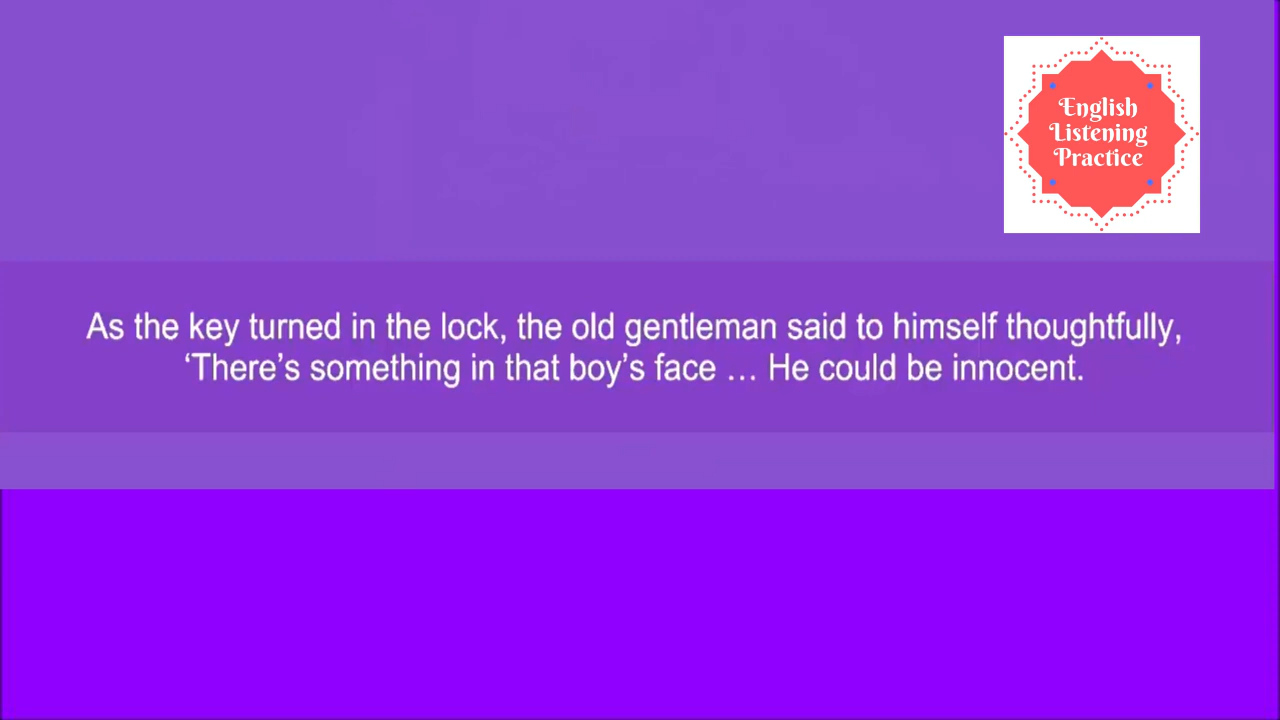 English
Listening
Practice
As the key turned in the lock, the old gentleman said to himself thoughtfully,
‘There’s something in that boy’s face … He could be innocent.